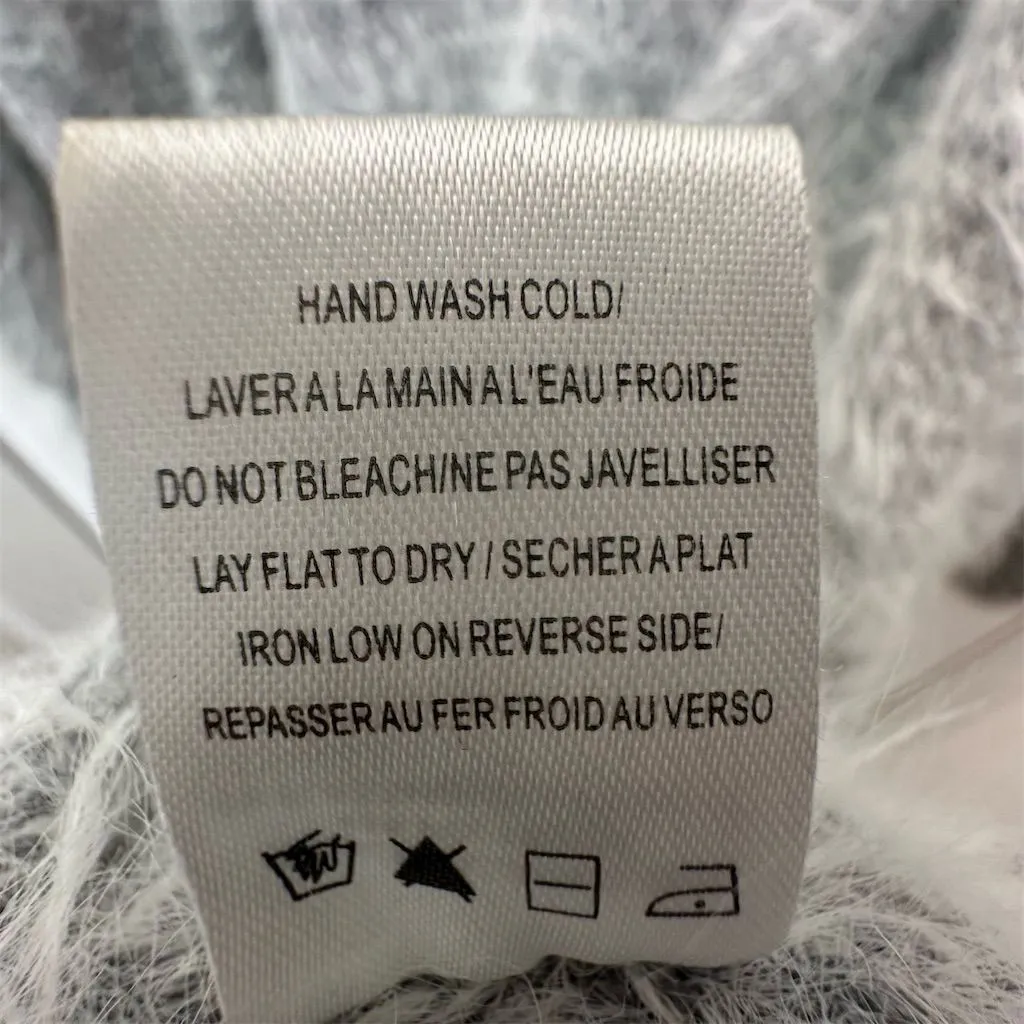 HAND WASH COLD/
LAVER A LA MAIN A L'EAU FROIDE
DO NOT BLEACH/NE PAS JAVELLISER
LAY FLAT TO DRY / SECHER A PLAT
IRON LOW ON REVERSE SIDE/
REPASSER AU FER FROID AU VERSO